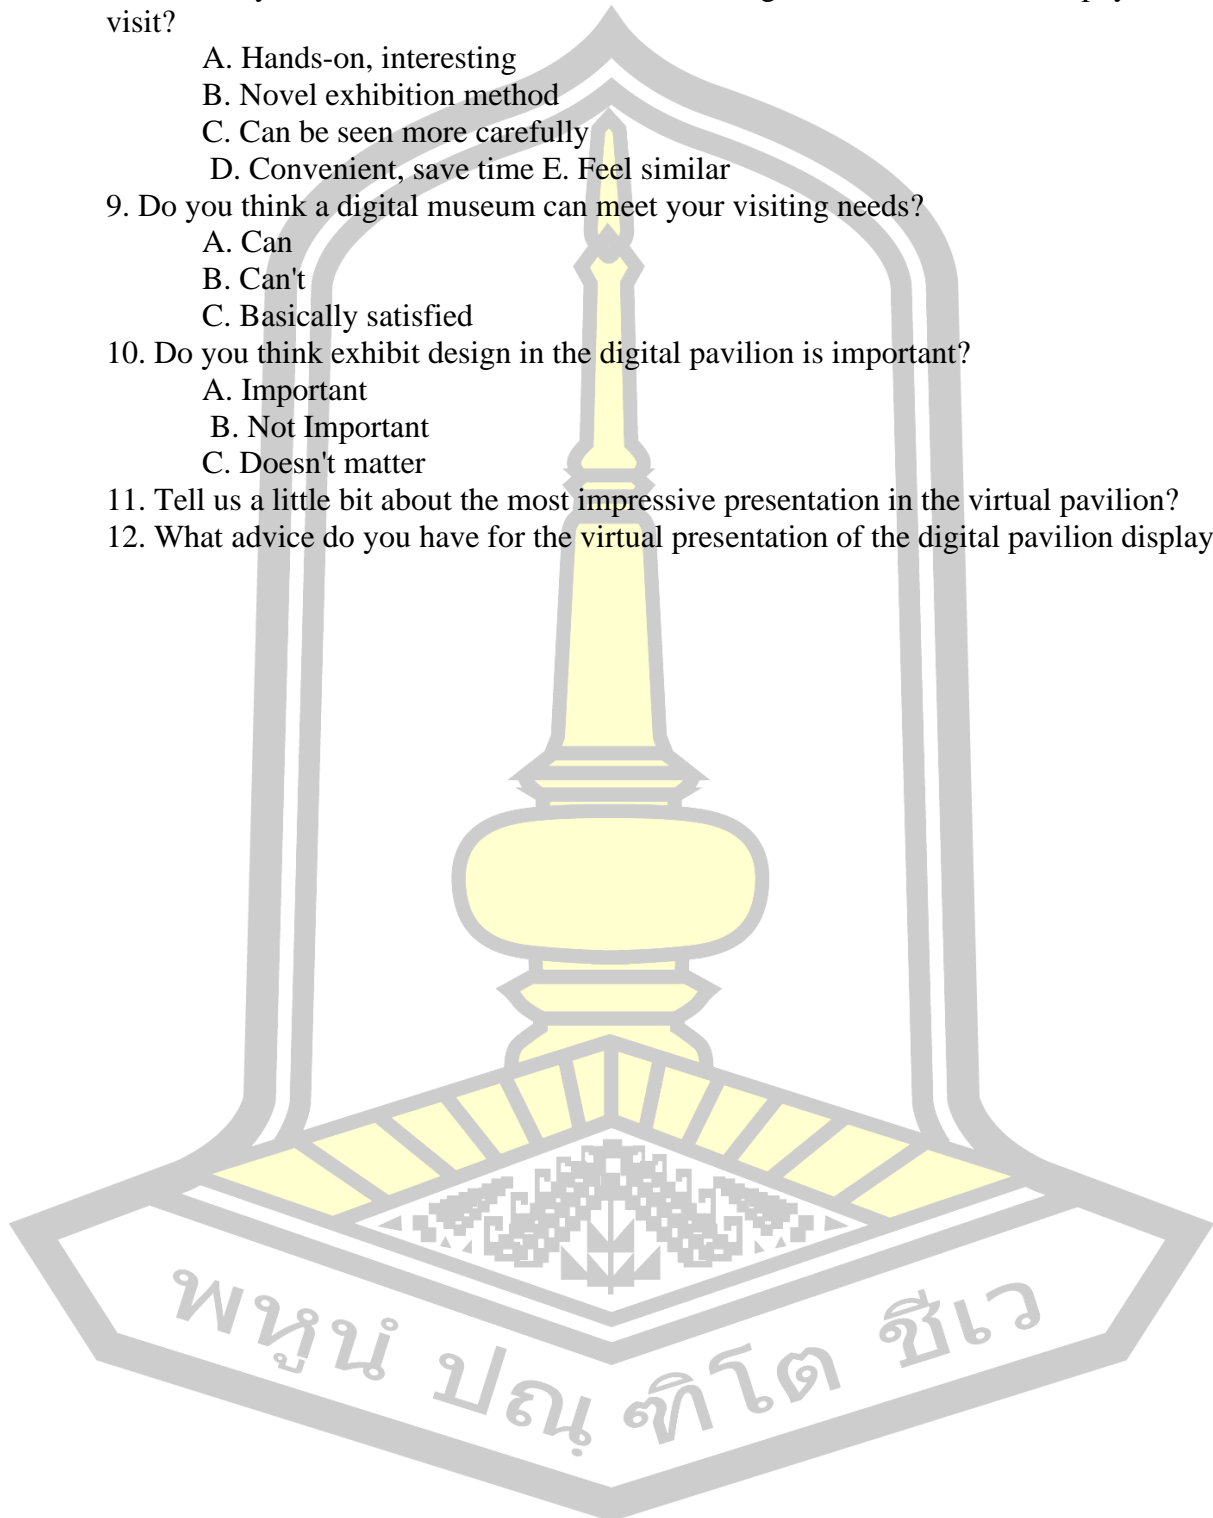 visit?
A. Hands-on, interesting
B. Novel exhibition method
C. Can be seen more carefully
D. Convenient, save time E. Feel similar
9. Do you think a digital museum can meet your visiting needs?
A. Can
B. Can't
C. Basically satisfied
10. Do you think exhibit design in the digital pavilion is important?
A. Important
B. Not Important
C. Doesn't matter
11. Tell us a little bit about the most impressive presentation in the virtual pavilion?
12. What advice do you have for the virtual presentation of the digital pavilion display
พหูนํ ปณฺฑิโต ชีเว